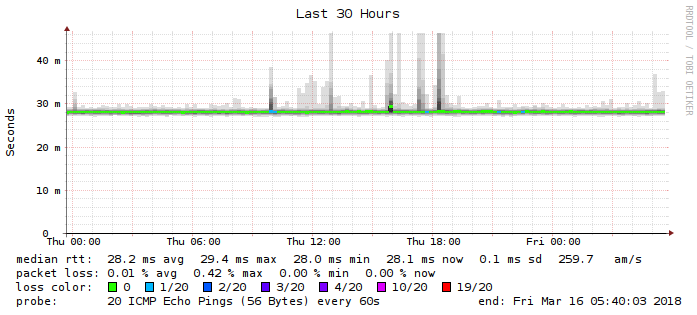 Last 30 Hours
RRDTOOL / TOBI OETIKER
Seconds
40 m
30 m
20 m
10 m
0
Thu 00:00 Thu 06:00 Thu 12:00 Thu 18:00 Fri 00:00
median rtt: 28.2 ms avg 29.4 ms max 28.0 ms min 28.1 ms now 0.1 ms sd 259.7 am/s
packet loss: 0.01 % avg 0.42 % max 0.00 % min 0.00 % now
loss color: 0 1/20 2/20 3/20 4/20 10/20 19/20
probe: 20 ICMP Echo Pings (56 Bytes) every 60s end: Fri Mar 16 05:40:03 2018